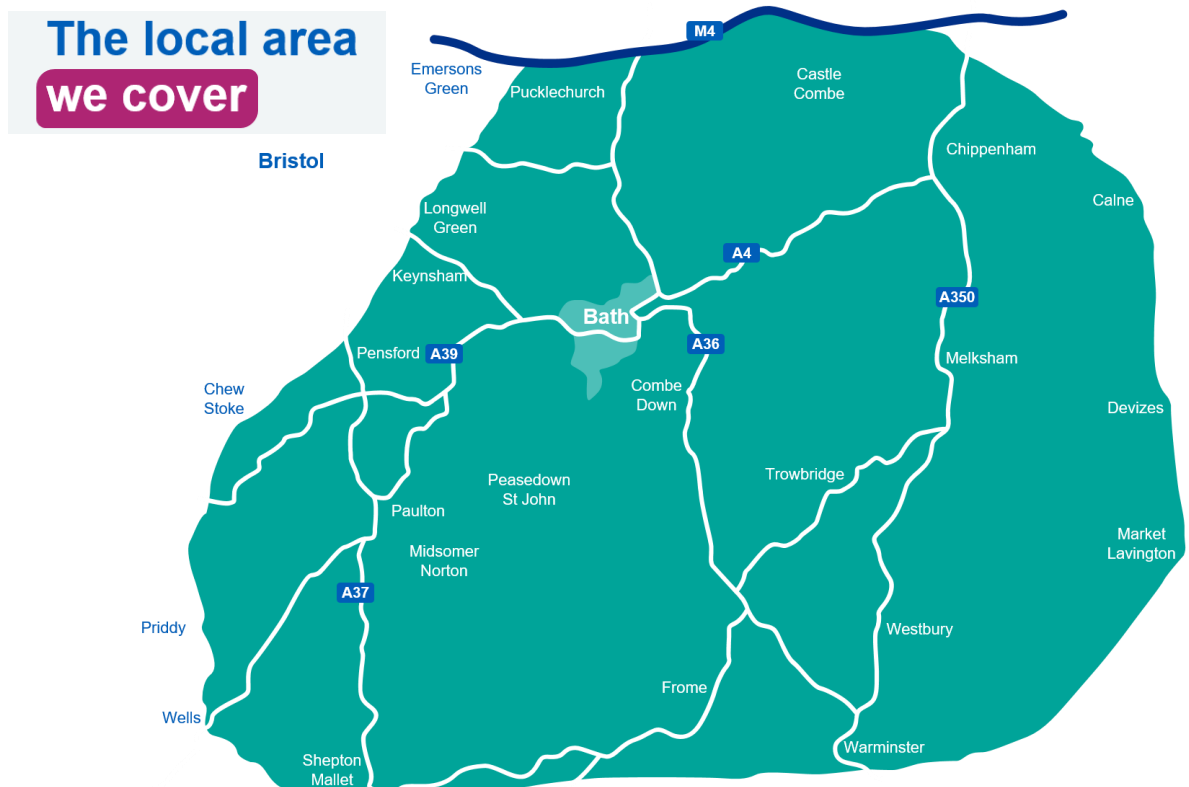 The local area
we cover
M4
Emersons
Green
Pucklechurch
Castle
Combe
Bristol
Chippenham
Longwell
Green
Calne
A4
Keynsham
A350
Bath
A36
Pensford
A39
Melksham
Chew
Stoke
Combe
Down
Devizes
Trowbridge
Peasedown
St John
Paulton
Market
Lavington
Midsomer
Norton
A37
Priddy
Westbury
Frome
Wells
Warminster
Shepton
Mallet